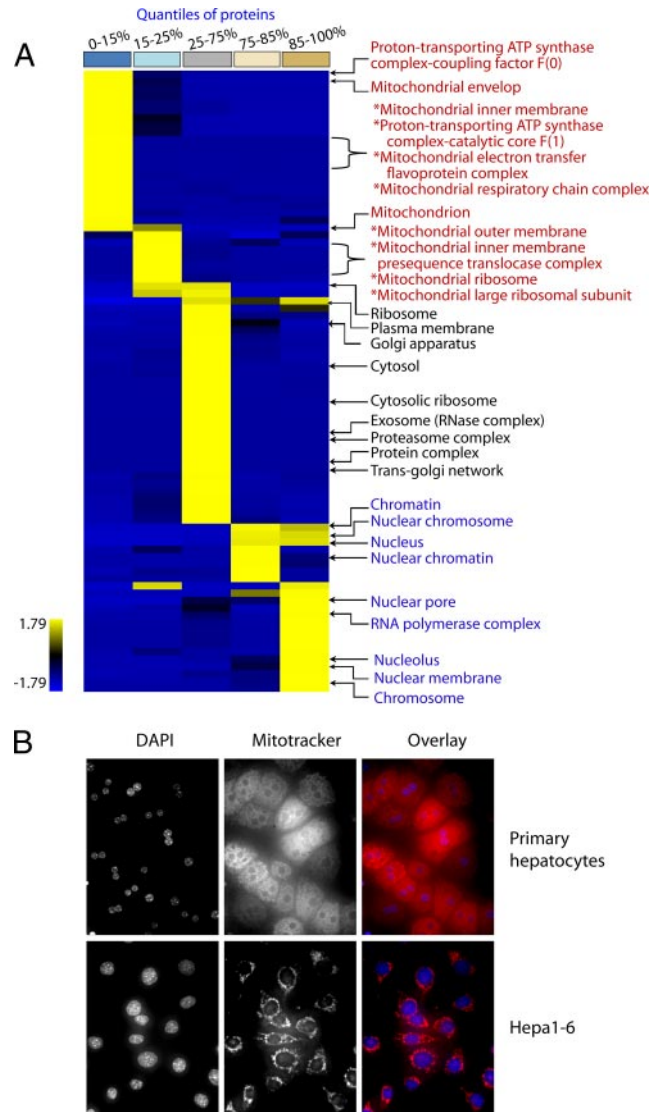 Quantiles of proteins
A
0-15%
15-25%
25-75%
75-85%
85-100%
Proton-transporting ATP synthase
complex-coupling factor F(0)
Mitochondrial envelop
*Mitochondrial inner membrane
*Proton-transporting ATP synthase
complex-catalytic core F(1)
*Mitochondrial electron transfer
flavoprotein complex
*Mitochondrial respiratory chain complex
Mitochondrion
*Mitochondrial outer membrane
*Mitochondrial inner membrane
presequence translocase complex
*Mitochondrial ribosome
*Mitochondrial large ribosomal subunit
Ribosome
Plasma membrane
Golgi apparatus
Cytosol
Cytosolic ribosome
Exosome (RNase complex)
Proteasome complex
Protein complex
Trans-golgi network
Chromatin
Nuclear chromosome
Nucleus
Nuclear chromatin
Nuclear pore
RNA polymerase complex
Nucleolus
Nuclear membrane
Chromosome
1.79
-1.79
B
DAPI
Mitotracker
Overlay
Primary
hepatocytes
Hepa1-6